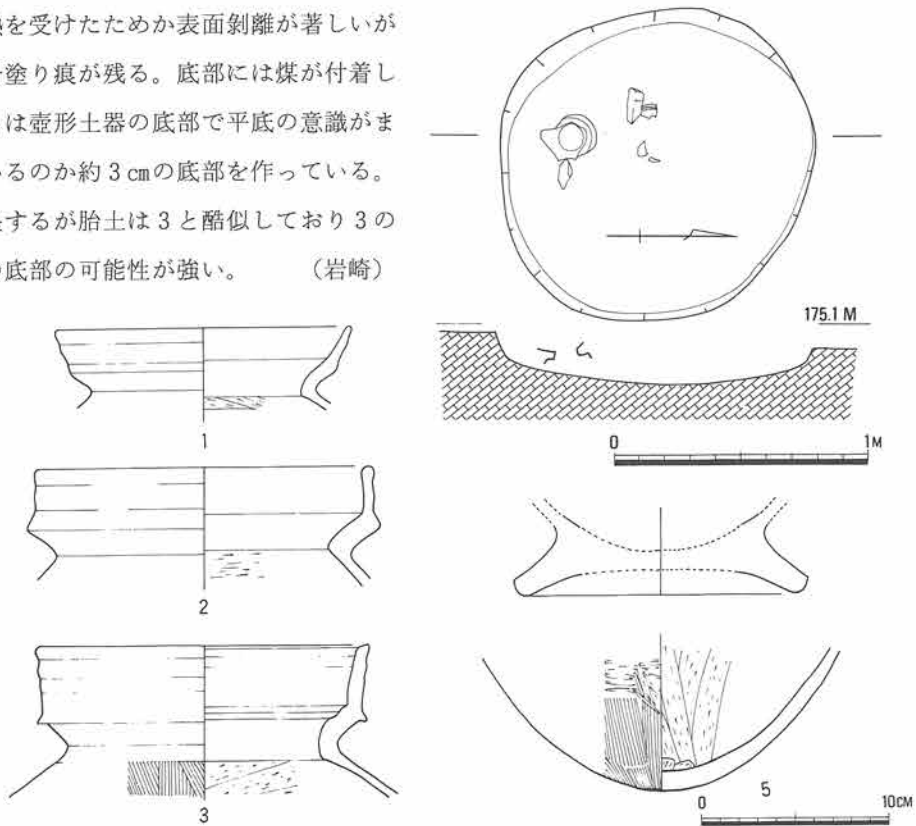 を受けたためか表面剝離が著しいが
塗り痕が残る。底部には煤が付着し
は壺形土器の底部で平底の意識がま
るのか約3cmの底部を作っている。
するが胎土は3と酷似しており3の
底部の可能性が強い。 （岩崎）
175.1 M
0 1M
1
2
3
5
0 10CM